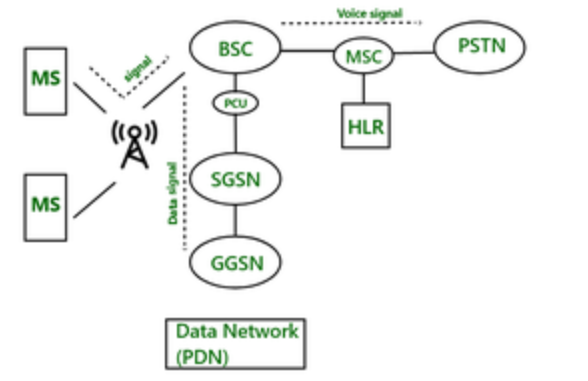 Voice signal
BSC
MSC
PSTN
MS
signal
PCU
HLR
Data signal
SGSN
MS
GGSN
Data Network
(PDN)